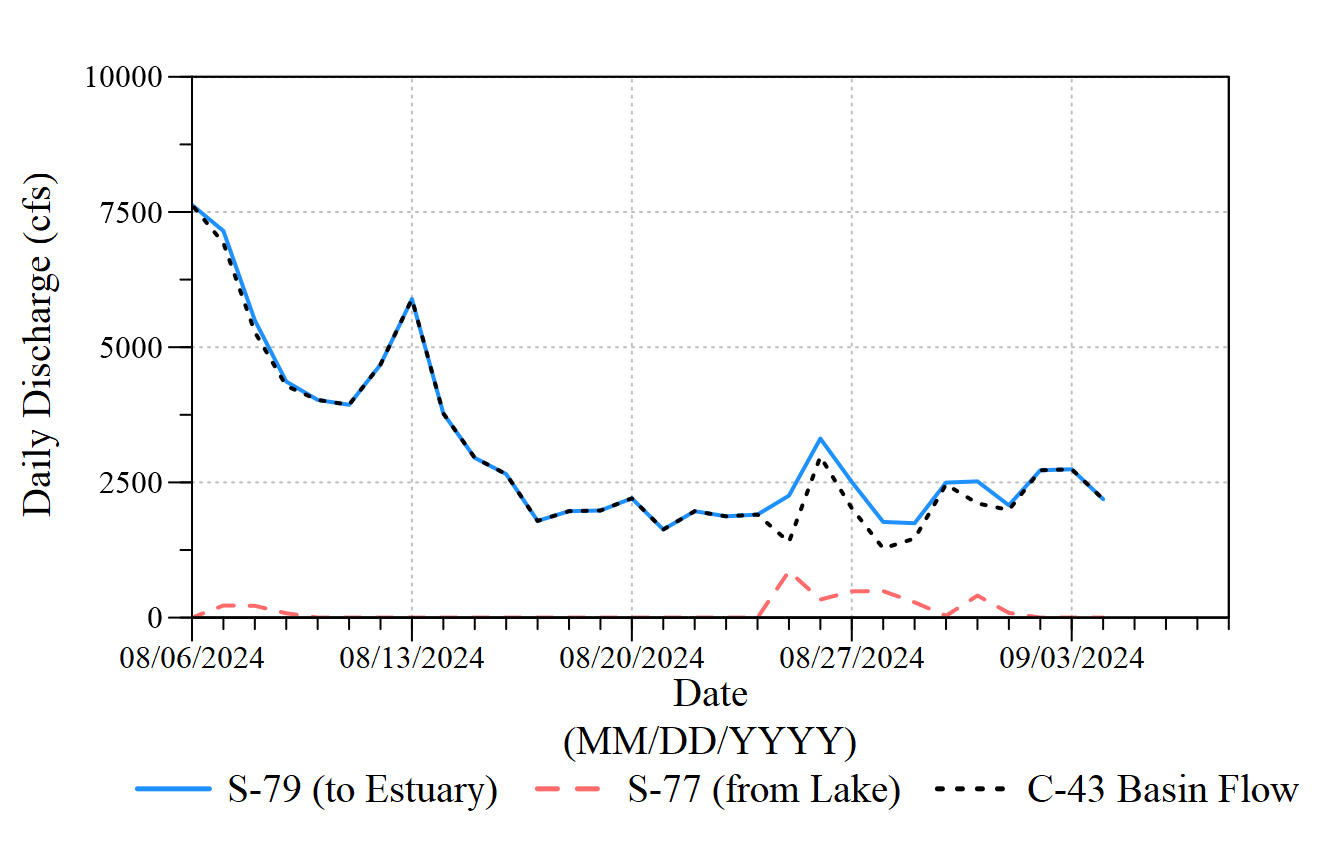 10000
7500
5000
2500
0
Daily Discharge (cfs)
08/06/2024 08/13/2024 08/20/2024 08/27/2024 09/03/2024
Date
(MM/DD/YYYY)
S-79 (to Estuary) S-77 (from Lake) C-43 Basin Flow